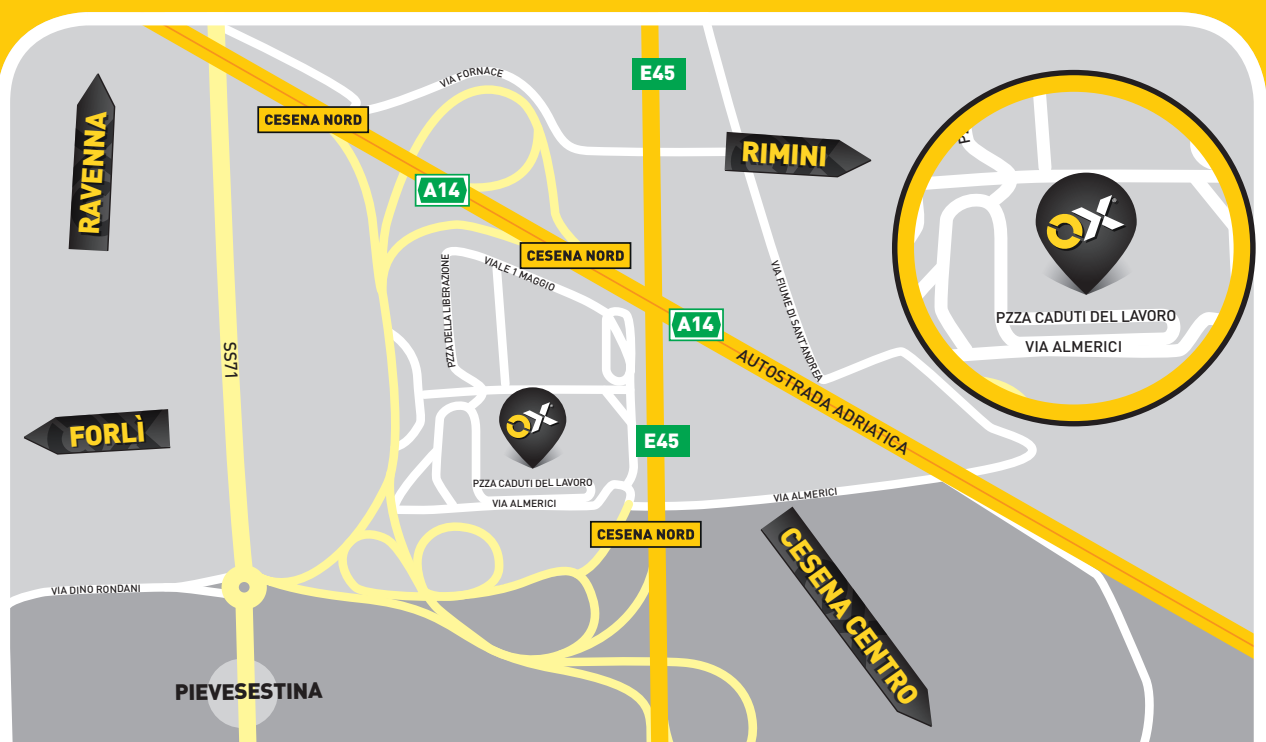 E45
VIA FORNACE
CESENA NORD
RAVENNA
RIMINI
A14
CESENA NORD
PZZA DELLA LIBERAZIONE
VIALE 1 MAGGIO
VIA FIUME DI SANT'ANDREA
A14
SS71
AUTOSTRADA ADRIATICA
OX
PZZA CADUTI DEL LAVORO
VIA ALMERICI
FORLÌ
OX
E45
PZZA CADUTI DEL LAVORO
VIA ALMERICI
VIA ALMERICI
CESENA NORD
CESENA CENTRO
VIA DINO RONDANI
PIEVESESTINA